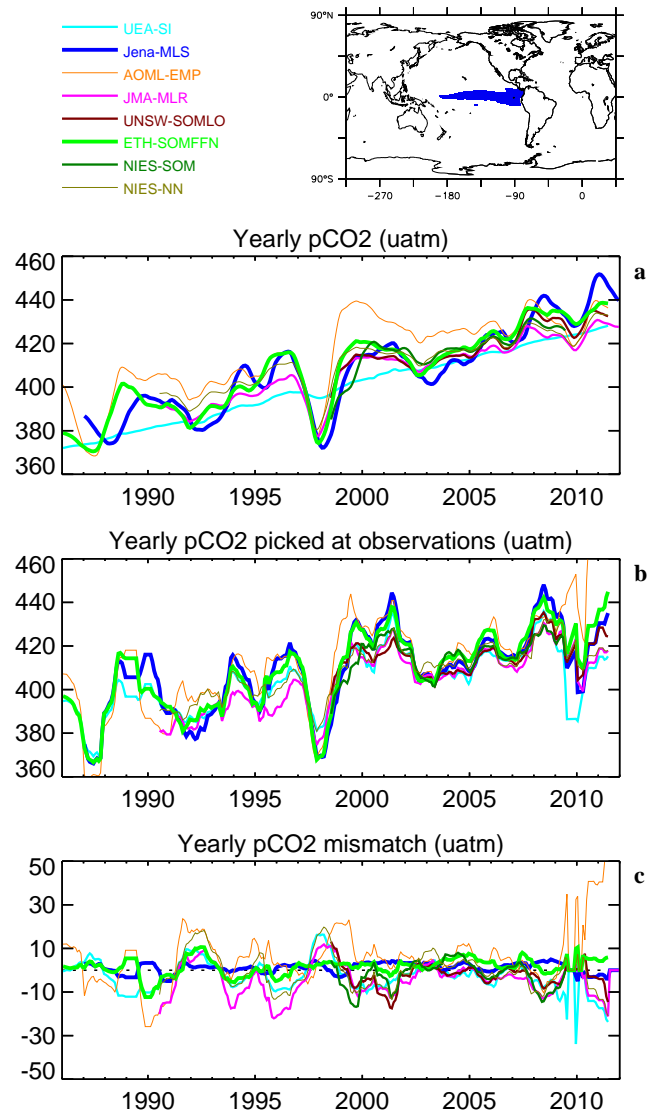 UEA-SI
Jena-MLS
AOML-EMP
JMA-MLR
UNSW-SOMLO
ETH-SOMFFN
NIES-SOM
NIES-NN
90°N
0°
90°S
-270 -180 -90 0
Yearly pCO2 (uatm)
a
460
440
420
400
380
360
1990 1995 2000 2005 2010
Yearly pCO2 picked at observations (uatm)
b
460
440
420
400
380
360
1990 1995 2000 2005 2010
Yearly pCO2 mismatch (uatm)
c
50
30
10
-10
-30
-50
1990 1995 2000 2005 2010